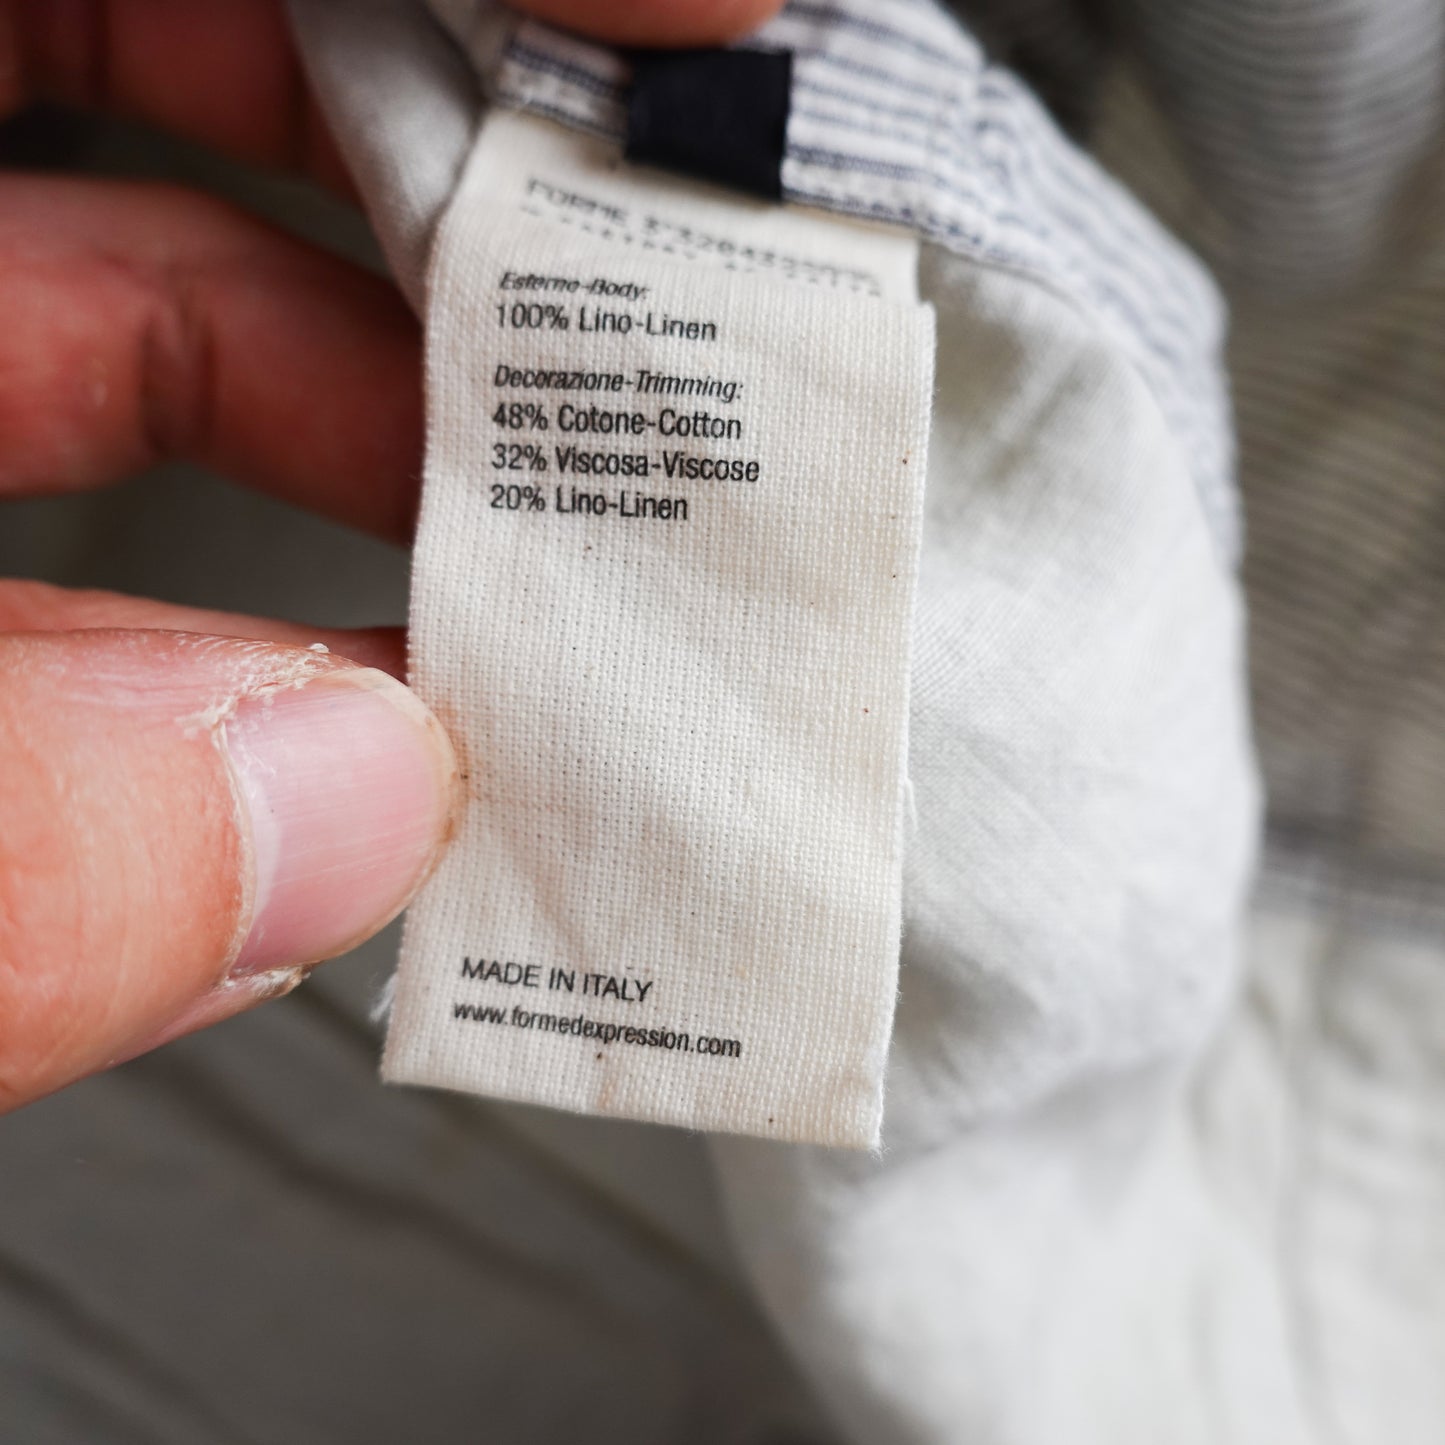 FORME
Esterno-Body:
100% Lino-Linen
Decorazione-Trimming:
48% Cotone-Cotton
32% Viscosa-Viscose
20% Lino-Linen
MADE IN ITALY
www.formedexpression.com